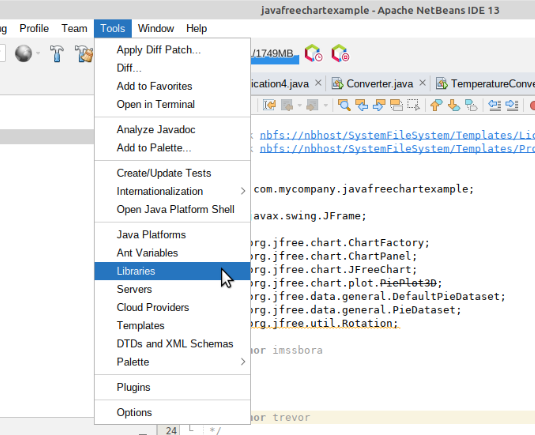 javafreechartexample - Apache NetBeans IDE 13
Profile Team Tools Window Help
/1749MB
Apply Diff Patch...
Diff...
Add to Favorites
Open in Terminal
Analyze Javadoc
Add to Palette...
Create/Update Tests
Internationalization
Open Java Platform Shell
Java Platforms
Ant Variables
Libraries
Servers
Cloud Providers
Templates
DTDs and XML Schemas
Palette
Plugins
Options
ication4.java Converter.java TemperatureConve
nbfs://nbhost/SystemFileSystem/Templates/Lic
nbfs://nbhost/SystemFileSystem/Templates/Pro
com.mycompany.javafreechartexample;
avax.swing.JFrame;
org.jfree.chart.ChartFactory;
org.jfree.chart.ChartPanel;
org.jfree.chart.JFreeChart;
org.jfree.chart.plot.PiePlot3D;
org.jfree.data.general.DefaultPieDataset;
org.jfree.data.general.PieDataset;
org.jfree.util.Rotation;
or imssbora
or trevor
24 */